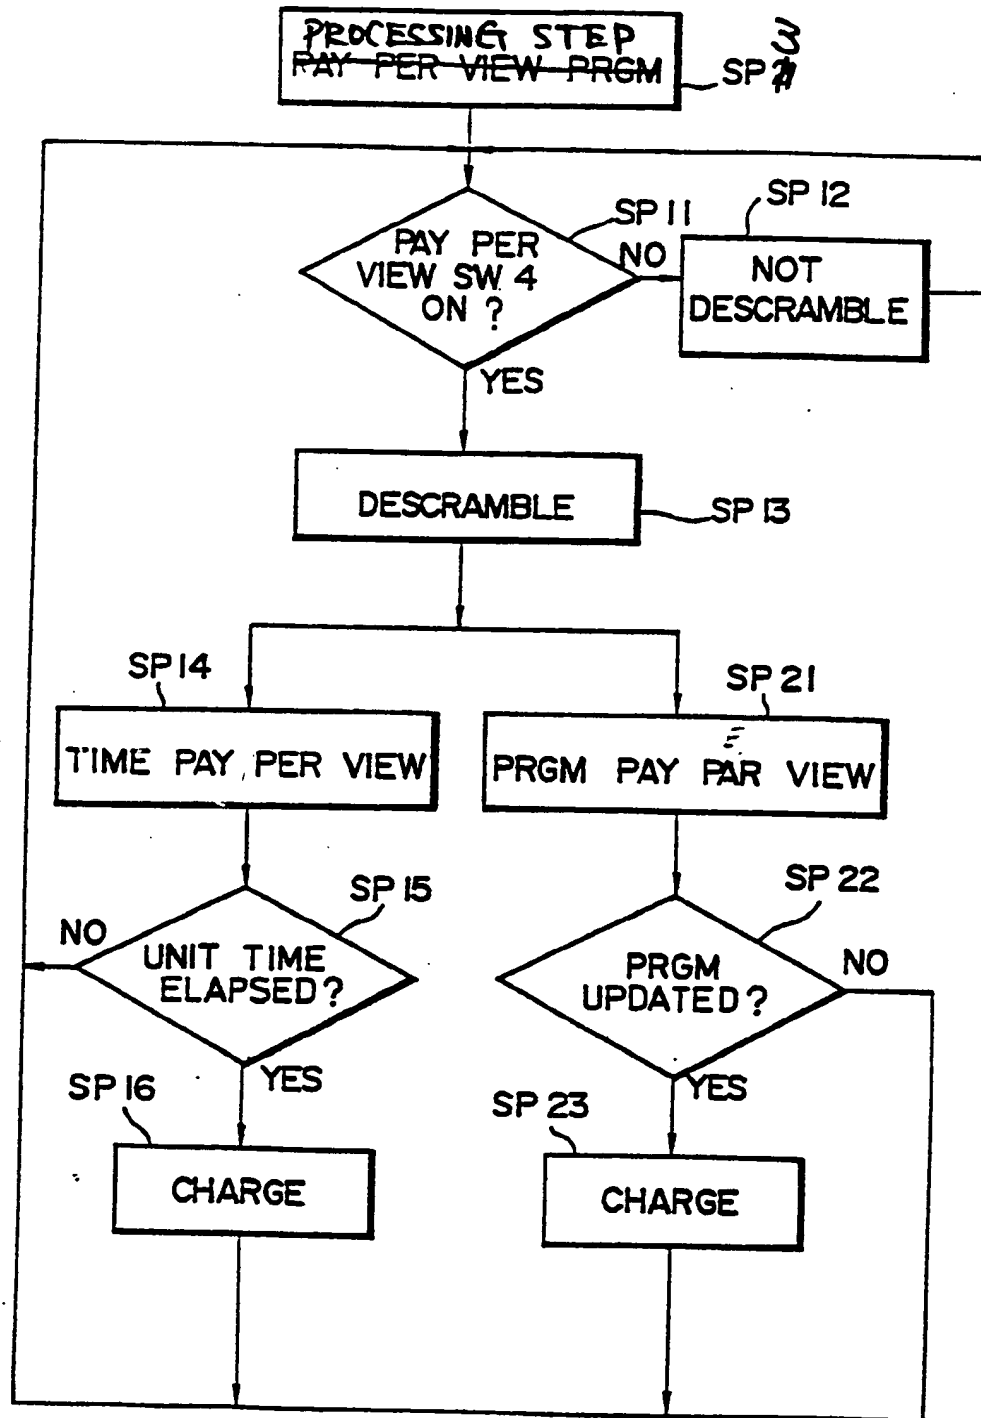 PROCESSING STEP
PAY PER VIEW PRGM
SP 3
SP 11
SP 12
PAY PER
VIEW SW. 4
ON ?
NO
NOT
DESCRAMBLE
YES
DESCRAMBLE
SP 13
SP 14
SP 21
TIME PAY PER VIEW
PRGM PAY PAR VIEW
E
SP 15
SP 22
NO
UNIT TIME
ELAPSED?
PRGM
UPDATED?
NO
YES
YES
SP 16
SP 23
CHARGE
CHARGE